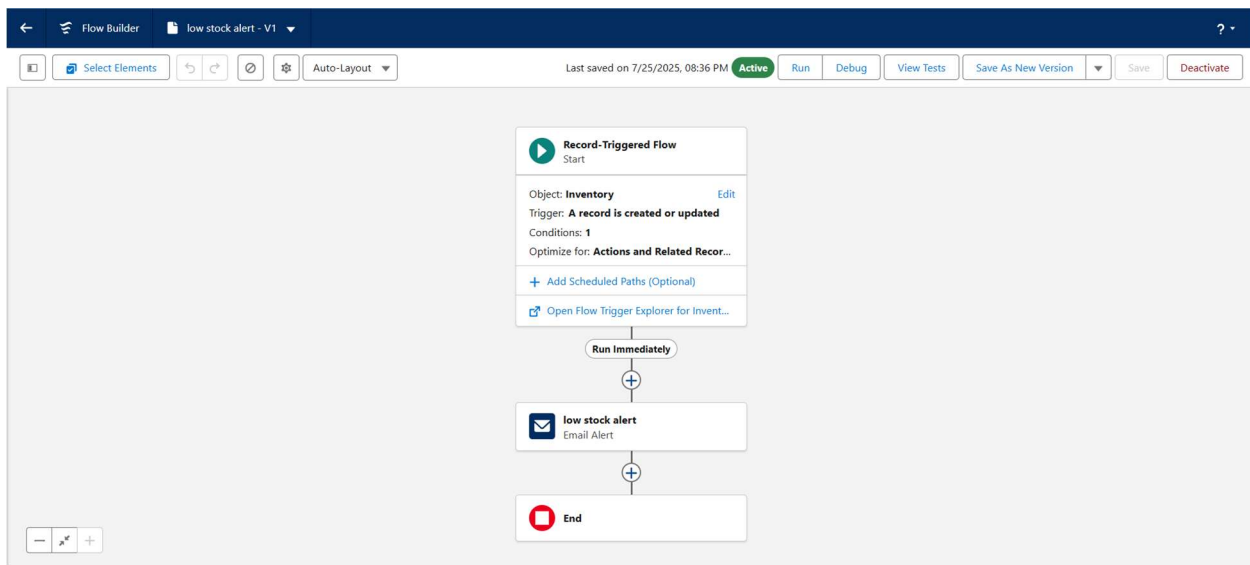 Flow Builder low stock alert - V1 ?
Select Elements Auto-Layout Last saved on 7/25/2025, 08:36 PM Active Run Debug View Tests Save As New Version Save Deactivate
Record-Triggered Flow
Start
Object: Inventory Edit
Trigger: A record is created or updated
Conditions: 1
Optimize for: Actions and Related Recor...
+ Add Scheduled Paths (Optional)
Open Flow Trigger Explorer for Invent...
Run Immediately
low stock alert
Email Alert
End